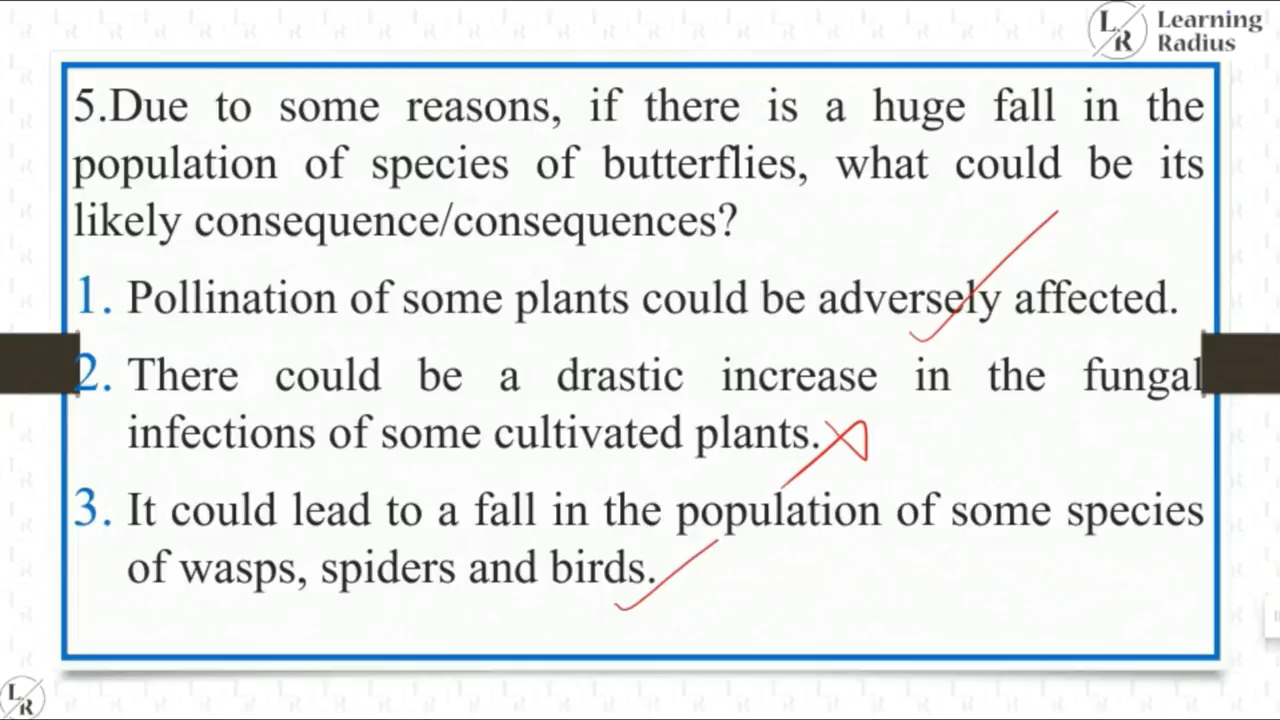 Learning
Radius
5.Due to some reasons, if there is a huge fall in the
population of species of butterflies, what could be its
likely consequence/consequences?
1. Pollination of some plants could be adversely affected.
2. There could be a drastic increase in the fungal
infections of some cultivated plants.
3. It could lead to a fall in the population of some species
of wasps, spiders and birds.
LR